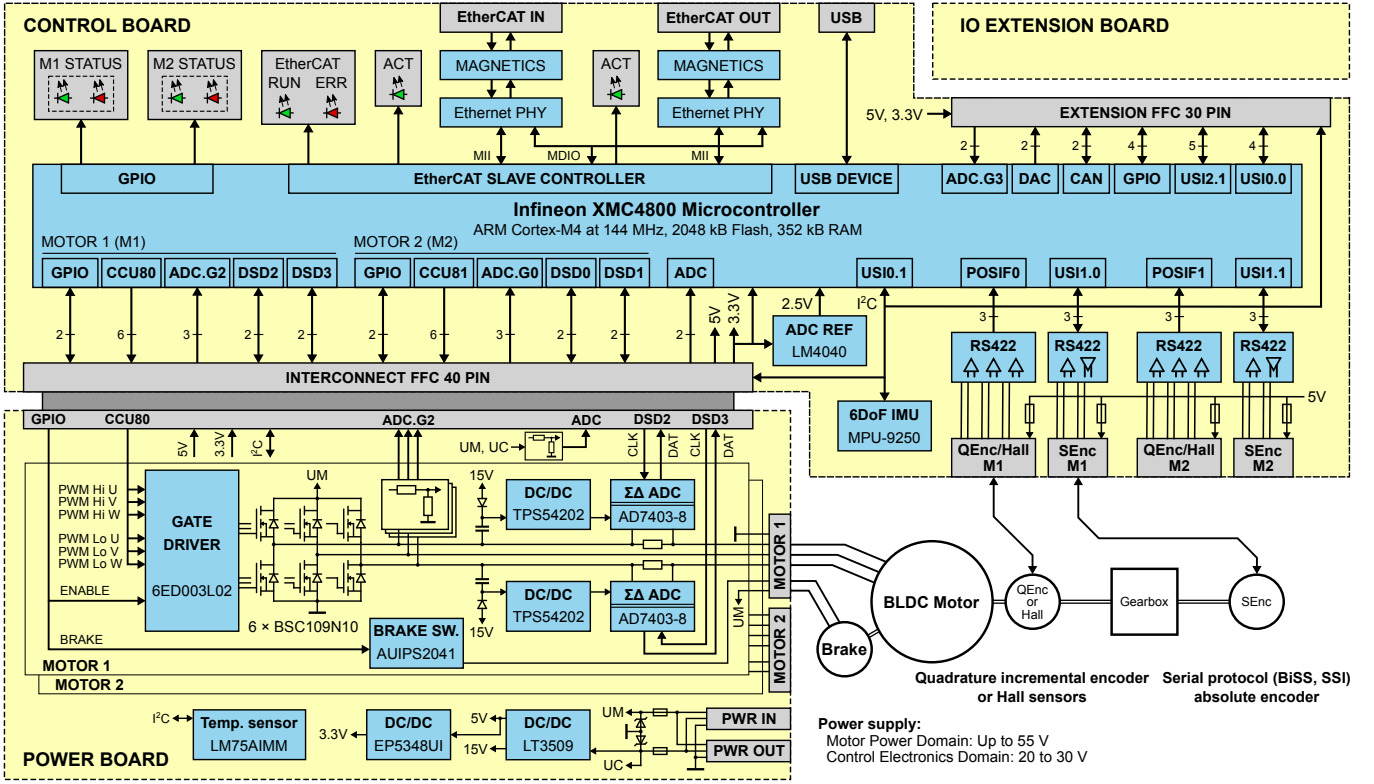 CONTROL BOARD
EtherCAT IN
EtherCAT OUT
USB
IO EXTENSION BOARD
M1 STATUS
M2 STATUS
EtherCAT
RUN ERR
ACT
MAGNETICS
ACT
MAGNETICS
Ethernet PHY
Ethernet PHY
5V, 3.3V
EXTENSION FFC 30 PIN
MII
MDIO
MII
2
2
2
4
5
4
GPIO
EtherCAT SLAVE CONTROLLER
USB DEVICE
ADC.G3
DAC
CAN
GPIO
USI2.1
USI0.0
Infineon XMC4800 Microcontroller
ARM Cortex-M4 at 144 MHz, 2048 kB Flash, 352 kB RAM
MOTOR 1 (M1)
MOTOR 2 (M2)
GPIO
CCU80
ADC.G2
DSD2
DSD3
GPIO
CCU81
ADC.G0
DSD0
DSD1
ADC
USI0.1
POSIF0
USI1.0
POSIF1
USI1.1
2
6
3
2
2
2
6
3
2
2
2
5V
3.3V
2.5V
I²C
3
3
3
3
ADC REF
LM4040
RS422
RS422
RS422
RS422
INTERCONNECT FFC 40 PIN
6DoF IMU
MPU-9250
5V
QEnc/Hall
M1
SEnc
M1
QEnc/Hall
M2
SEnc
M2
GPIO
CCU80
ADC.G2
ADC
DSD2
DSD3
5V
3.3V
I²C
UM, UC
CLK
DAT
CLK
DAT
PWM Hi U
PWM Hi V
PWM Hi W
PWM Lo U
PWM Lo V
PWM Lo W
ENABLE
BRAKE
GATE
DRIVER
6ED003L02
UM
6 × BSC109N10
15V
DC/DC
TPS54202
ΣΔ ADC
AD7403-8
15V
DC/DC
TPS54202
ΣΔ ADC
AD7403-8
BRAKE SW.
AUIPS2041
MOTOR 1
MOTOR 2
UM
MOTOR 1
MOTOR 2
BLDC Motor
Brake
QEnc
or
Hall
Gearbox
SEnc
Quadrature incremental encoder
or Hall sensors
Serial protocol (BiSS, SSI)
absolute encoder
I²C
Temp. sensor
LM75AIMM
3.3V
DC/DC
EP5348UI
5V
15V
DC/DC
LT3509
UM
UC
PWR IN
PWR OUT
POWER BOARD
Power supply:
Motor Power Domain: Up to 55 V
Control Electronics Domain: 20 to 30 V